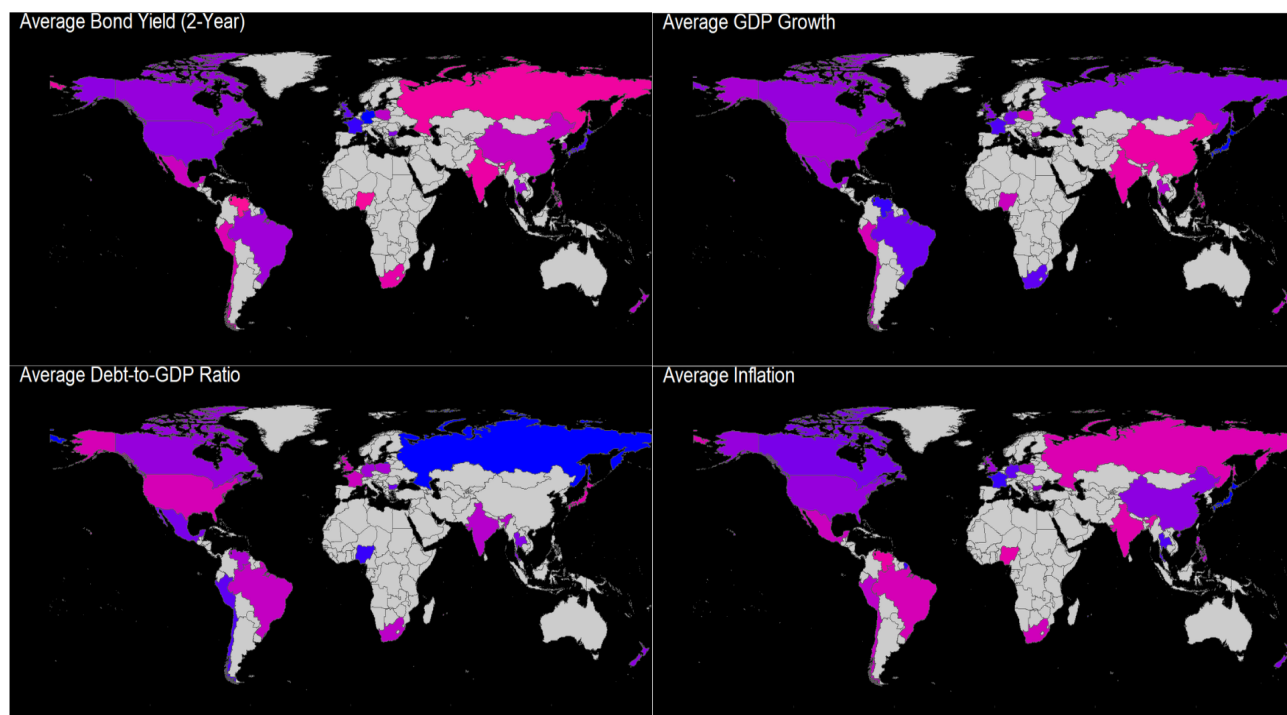 Average Bond Yield (2-Year)
Average GDP Growth
Average Debt-to-GDP Ratio
Average Inflation